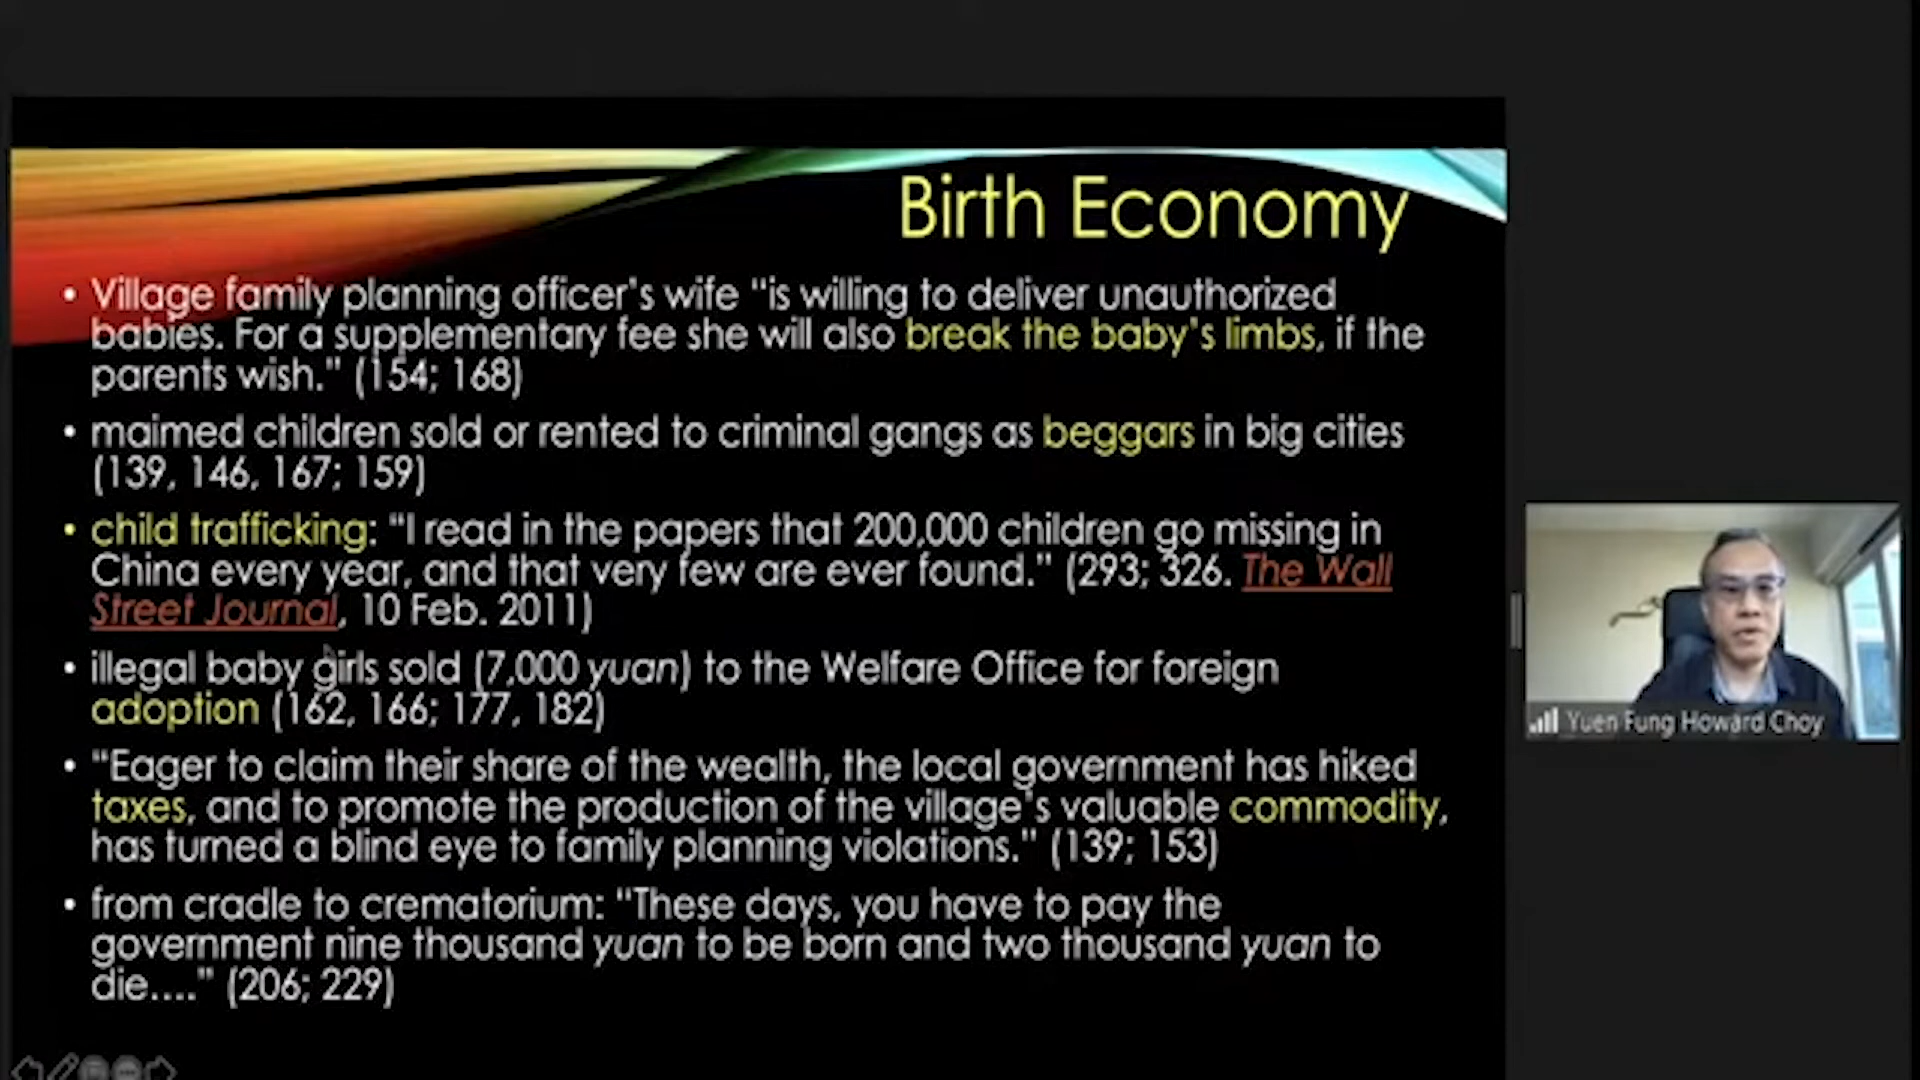 Birth Economy
• Village family planning officer's wife “is willing to deliver unauthorized
babies. For a supplementary fee she will also break the baby's limbs, if the
parents wish.” (154; 168)
• maimed children sold or rented to criminal gangs as beggars in big cities
(139, 146, 167; 159)
• child trafficking: “I read in the papers that 200,000 children go missing in
China every year, and that very few are ever found.” (293; 326. The Wall
Street Journal, 10 Feb. 2011)
• illegal baby girls sold (7,000 yuan) to the Welfare Office for foreign
adoption (162, 166; 177, 182)
• “Eager to claim their share of the wealth, the local government has hiked
taxes, and to promote the production of the village's valuable commodity,
has turned a blind eye to family planning violations.” (139; 153)
• from cradle to crematorium: “These days, you have to pay the
government nine thousand yuan to be born and two thousand yuan to
die....” (206; 229)
Yuen Fung Howard Choy